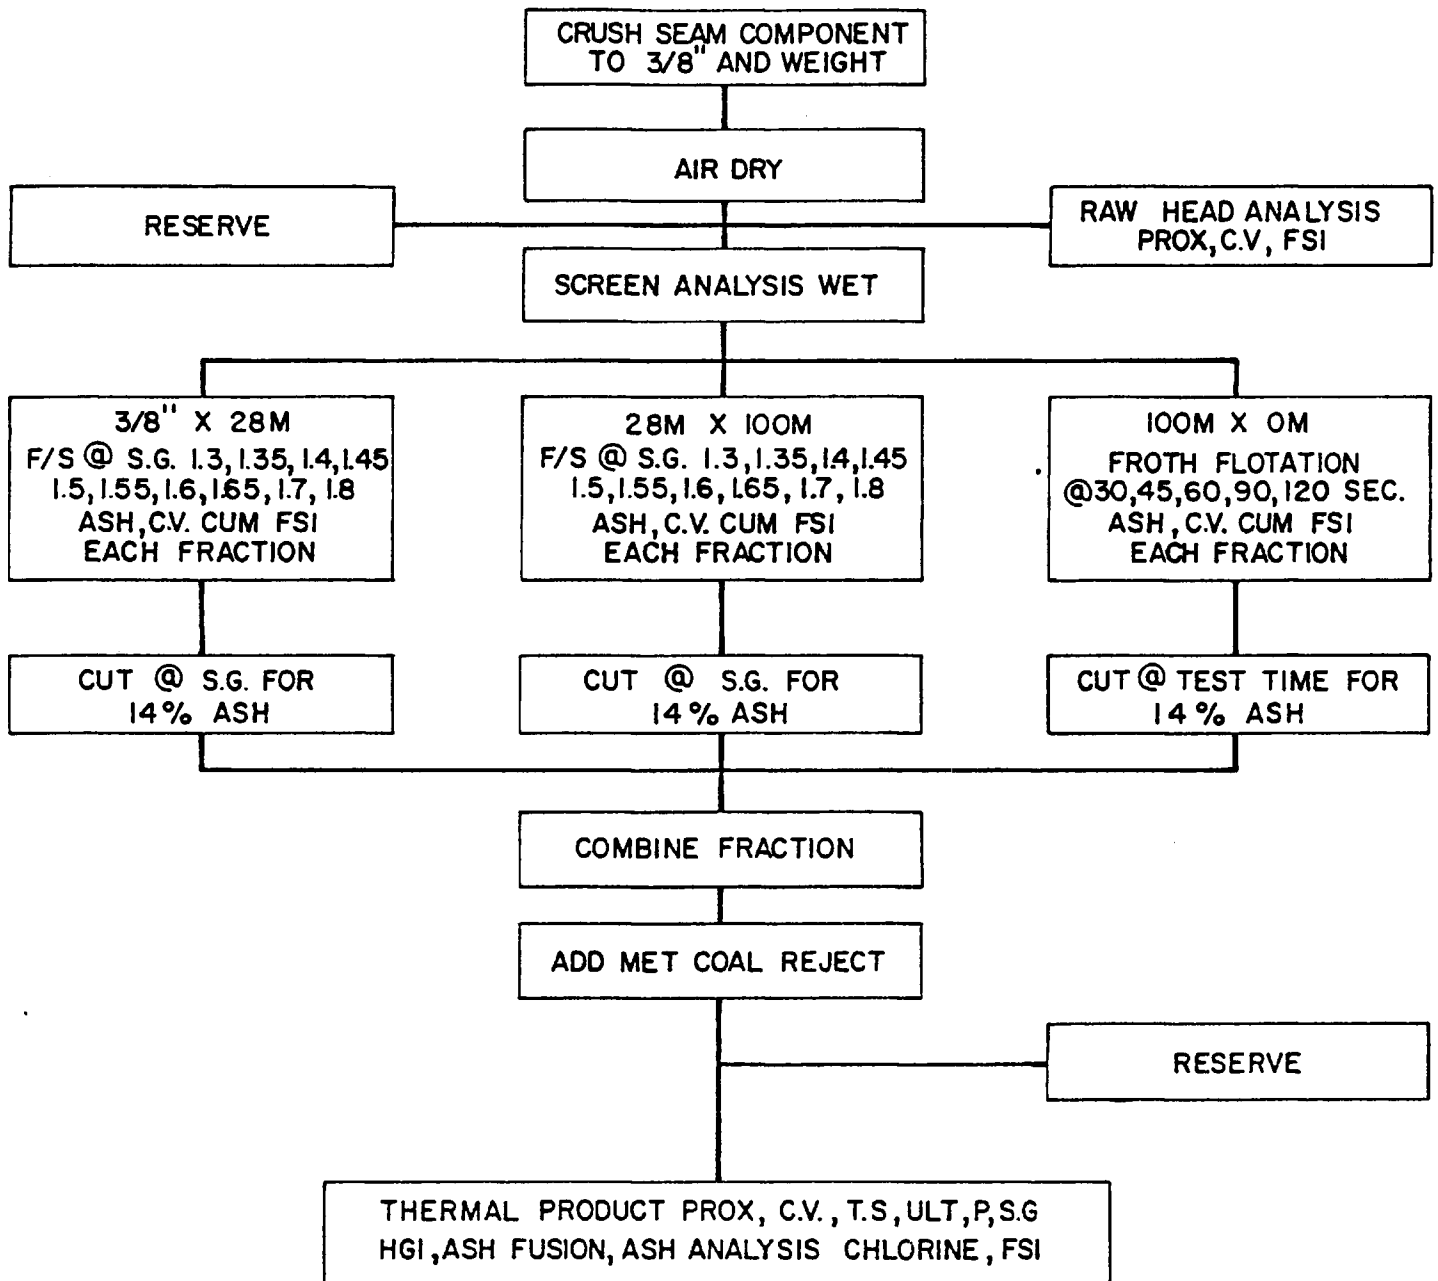 CRUSH SEAM COMPONENT
TO 3/8" AND WEIGHT
AIR DRY
RESERVE
RAW HEAD ANALYSIS
PROX, C.V, FSI
SCREEN ANALYSIS WET
3/8" X 28M
F/S @ S.G. 1.3, 1.35, 1.4, 1.45
1.5, 1.55, 1.6, 1.65, 1.7, 1.8
ASH, C.V. CUM FSI
EACH FRACTION
28M X 100M
F/S @ S.G. 1.3, 1.35, 1.4, 1.45
1.5, 1.55, 1.6, 1.65, 1.7, 1.8
ASH, C.V. CUM FSI
EACH FRACTION
100M X 0M
FROTH FLOTATION
@30, 45, 60, 90, 120 SEC.
ASH, C.V. CUM FSI
EACH FRACTION
CUT @ S.G. FOR
14% ASH
CUT @ S.G. FOR
14% ASH
CUT @ TEST TIME FOR
14% ASH
COMBINE FRACTION
ADD MET COAL REJECT
RESERVE
THERMAL PRODUCT PROX, C.V., T.S, ULT, P, S.G
HGI, ASH FUSION, ASH ANALYSIS CHLORINE, FSI